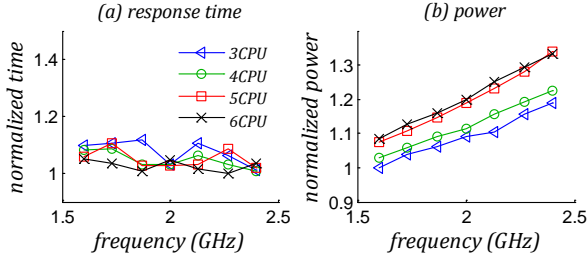 (a) response time
normalized time
1.4
1.2
1
1.5
2
2.5
frequency (GHz)
3CPU
4CPU
5CPU
6CPU
(b) power
normalized power
1.3
1.2
1.1
1
0.9
1.5
2
2.5
frequency (GHz)